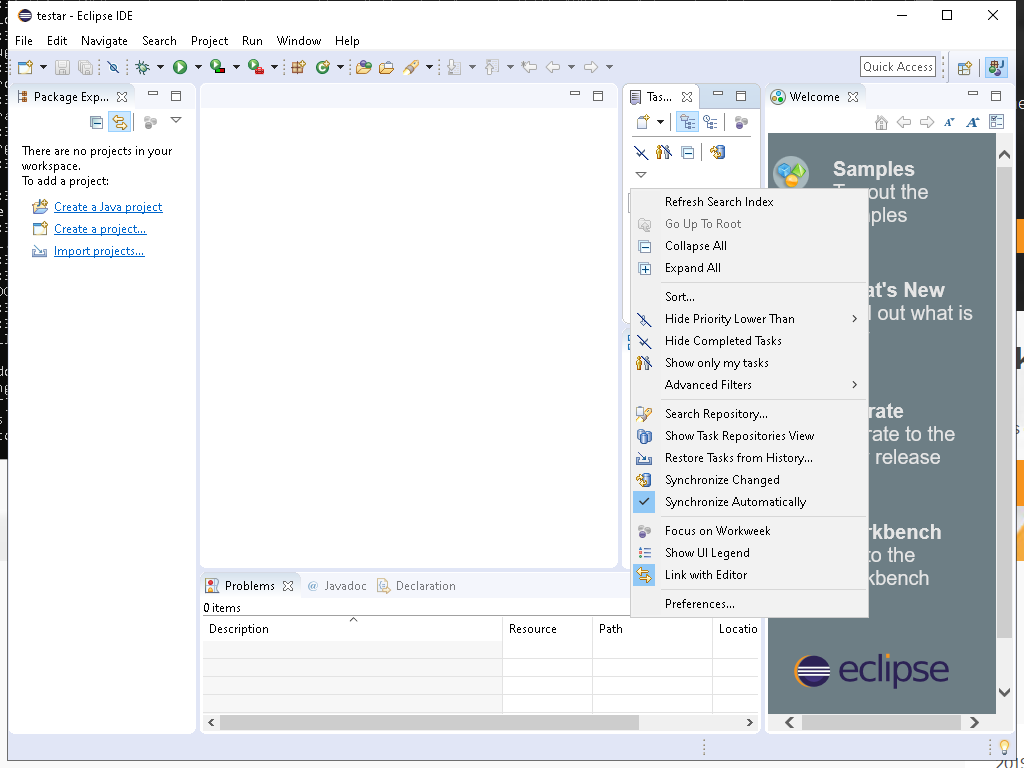 testar - Eclipse IDE
File Edit Navigate Search Project Run Window Help
Quick Access
Package Exp...
There are no projects in your
workspace.
To add a project:
Create a Java project
Create a project...
Import projects...
Tas...
Welcome
Samples
out the
ples
at's New
out what is
rate
rate to the
release
rkbench
to the
kbench
eclipse
Refresh Search Index
Go Up To Root
Collapse All
Expand All
Sort...
Hide Priority Lower Than
Hide Completed Tasks
Show only my tasks
Advanced Filters
Search Repository...
Show Task Repositories View
Restore Tasks from History...
Synchronize Changed
Synchronize Automatically
Focus on Workweek
Show UI Legend
Link with Editor
Preferences...
Problems @ Javadoc Declaration
0 items
Description Resource Path Locatio